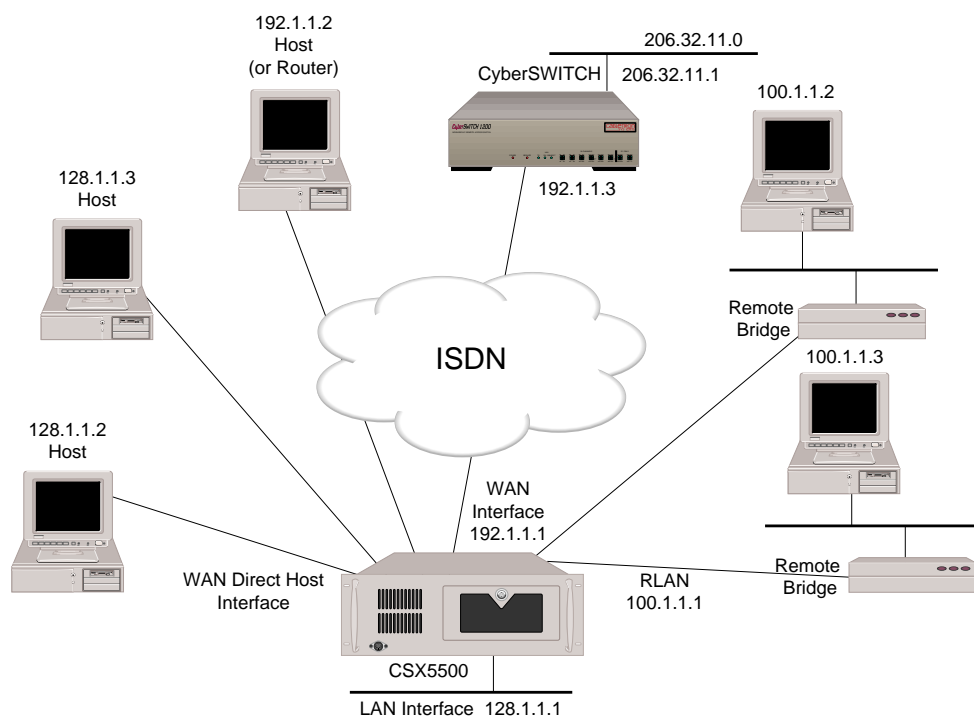 192.1.1.2
Host
(or Router)
206.32.11.0
CyberSWITCH
206.32.11.1
100.1.1.2
CyberSWITCH 1200
192.1.1.3
128.1.1.3
Host
Remote
Bridge
ISDN
100.1.1.3
128.1.1.2
Host
WAN
Interface
192.1.1.1
WAN Direct Host
Interface
RLAN
100.1.1.1
Remote
Bridge
CSX5500
LAN Interface 128.1.1.1